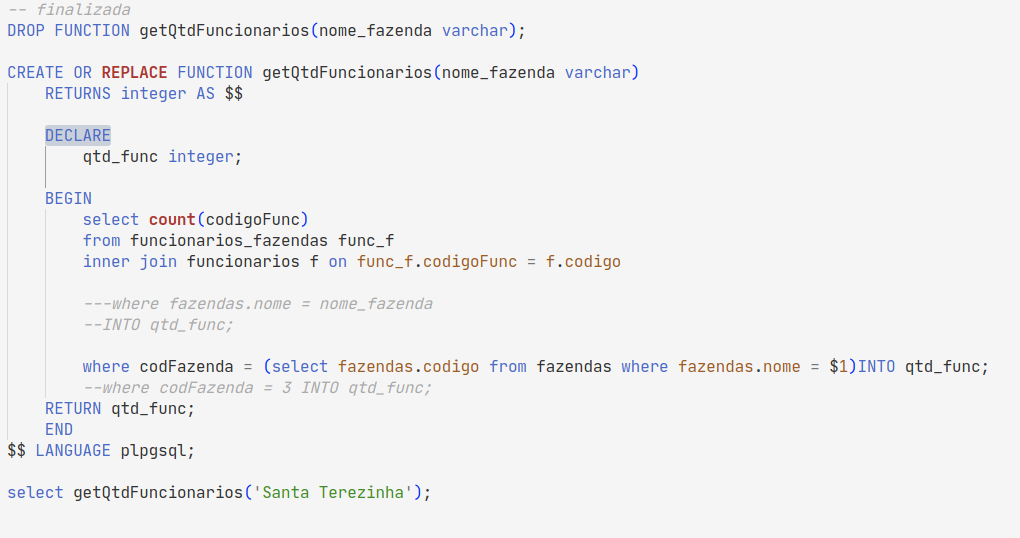 -- finalizada
DROP FUNCTION getQtdFuncionarios(nome_fazenda varchar);
CREATE OR REPLACE FUNCTION getQtdFuncionarios(nome_fazenda varchar)
RETURNS integer AS $$
DECLARE
qtd_func integer;
BEGIN
select count(codigoFunc)
from funcionarios_fazendas func_f
inner join funcionarios f on func_f.codigoFunc = f.codigo
---where fazendas.nome = nome_fazenda
--INTO qtd_func;
where codFazenda = (select fazendas.codigo from fazendas where fazendas.nome = $1)INTO qtd_func;
--where codFazenda = 3 INTO qtd_func;
RETURN qtd_func;
END
$$ LANGUAGE plpgsql;
select getQtdFuncionarios('Santa Terezinha');